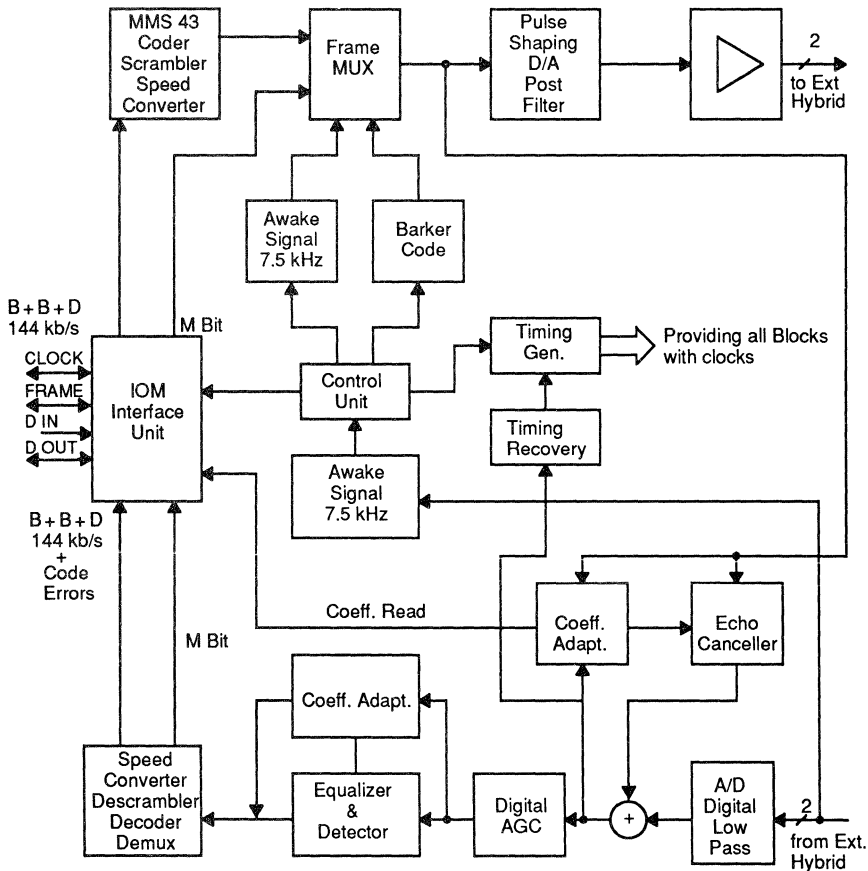 MMS 43
Coder
Scrambler
Speed
Converter
Frame
MUX
Pulse
Shaping
D/A
Post
Filter
2
to Ext
Hybrid
Awake
Signal
7.5 kHz
Barker
Code
B + B + D
144 kb/s
M Bit
CLOCK
FRAME
D IN
D OUT
IOM
Interface
Unit
Control
Unit
Timing
Gen.
Providing all Blocks
with clocks
Timing
Recovery
Awake
Signal
7.5 kHz
B + B + D
144 kb/s
+
Code
Errors
M Bit
Coeff. Read
Coeff.
Adapt.
Echo
Canceller
Coeff. Adapt.
Speed
Converter
Descrambler
Decoder
Demux
Equalizer
&
Detector
Digital
AGC
+
A/D
Digital
Low
Pass
2
from Ext.
Hybrid